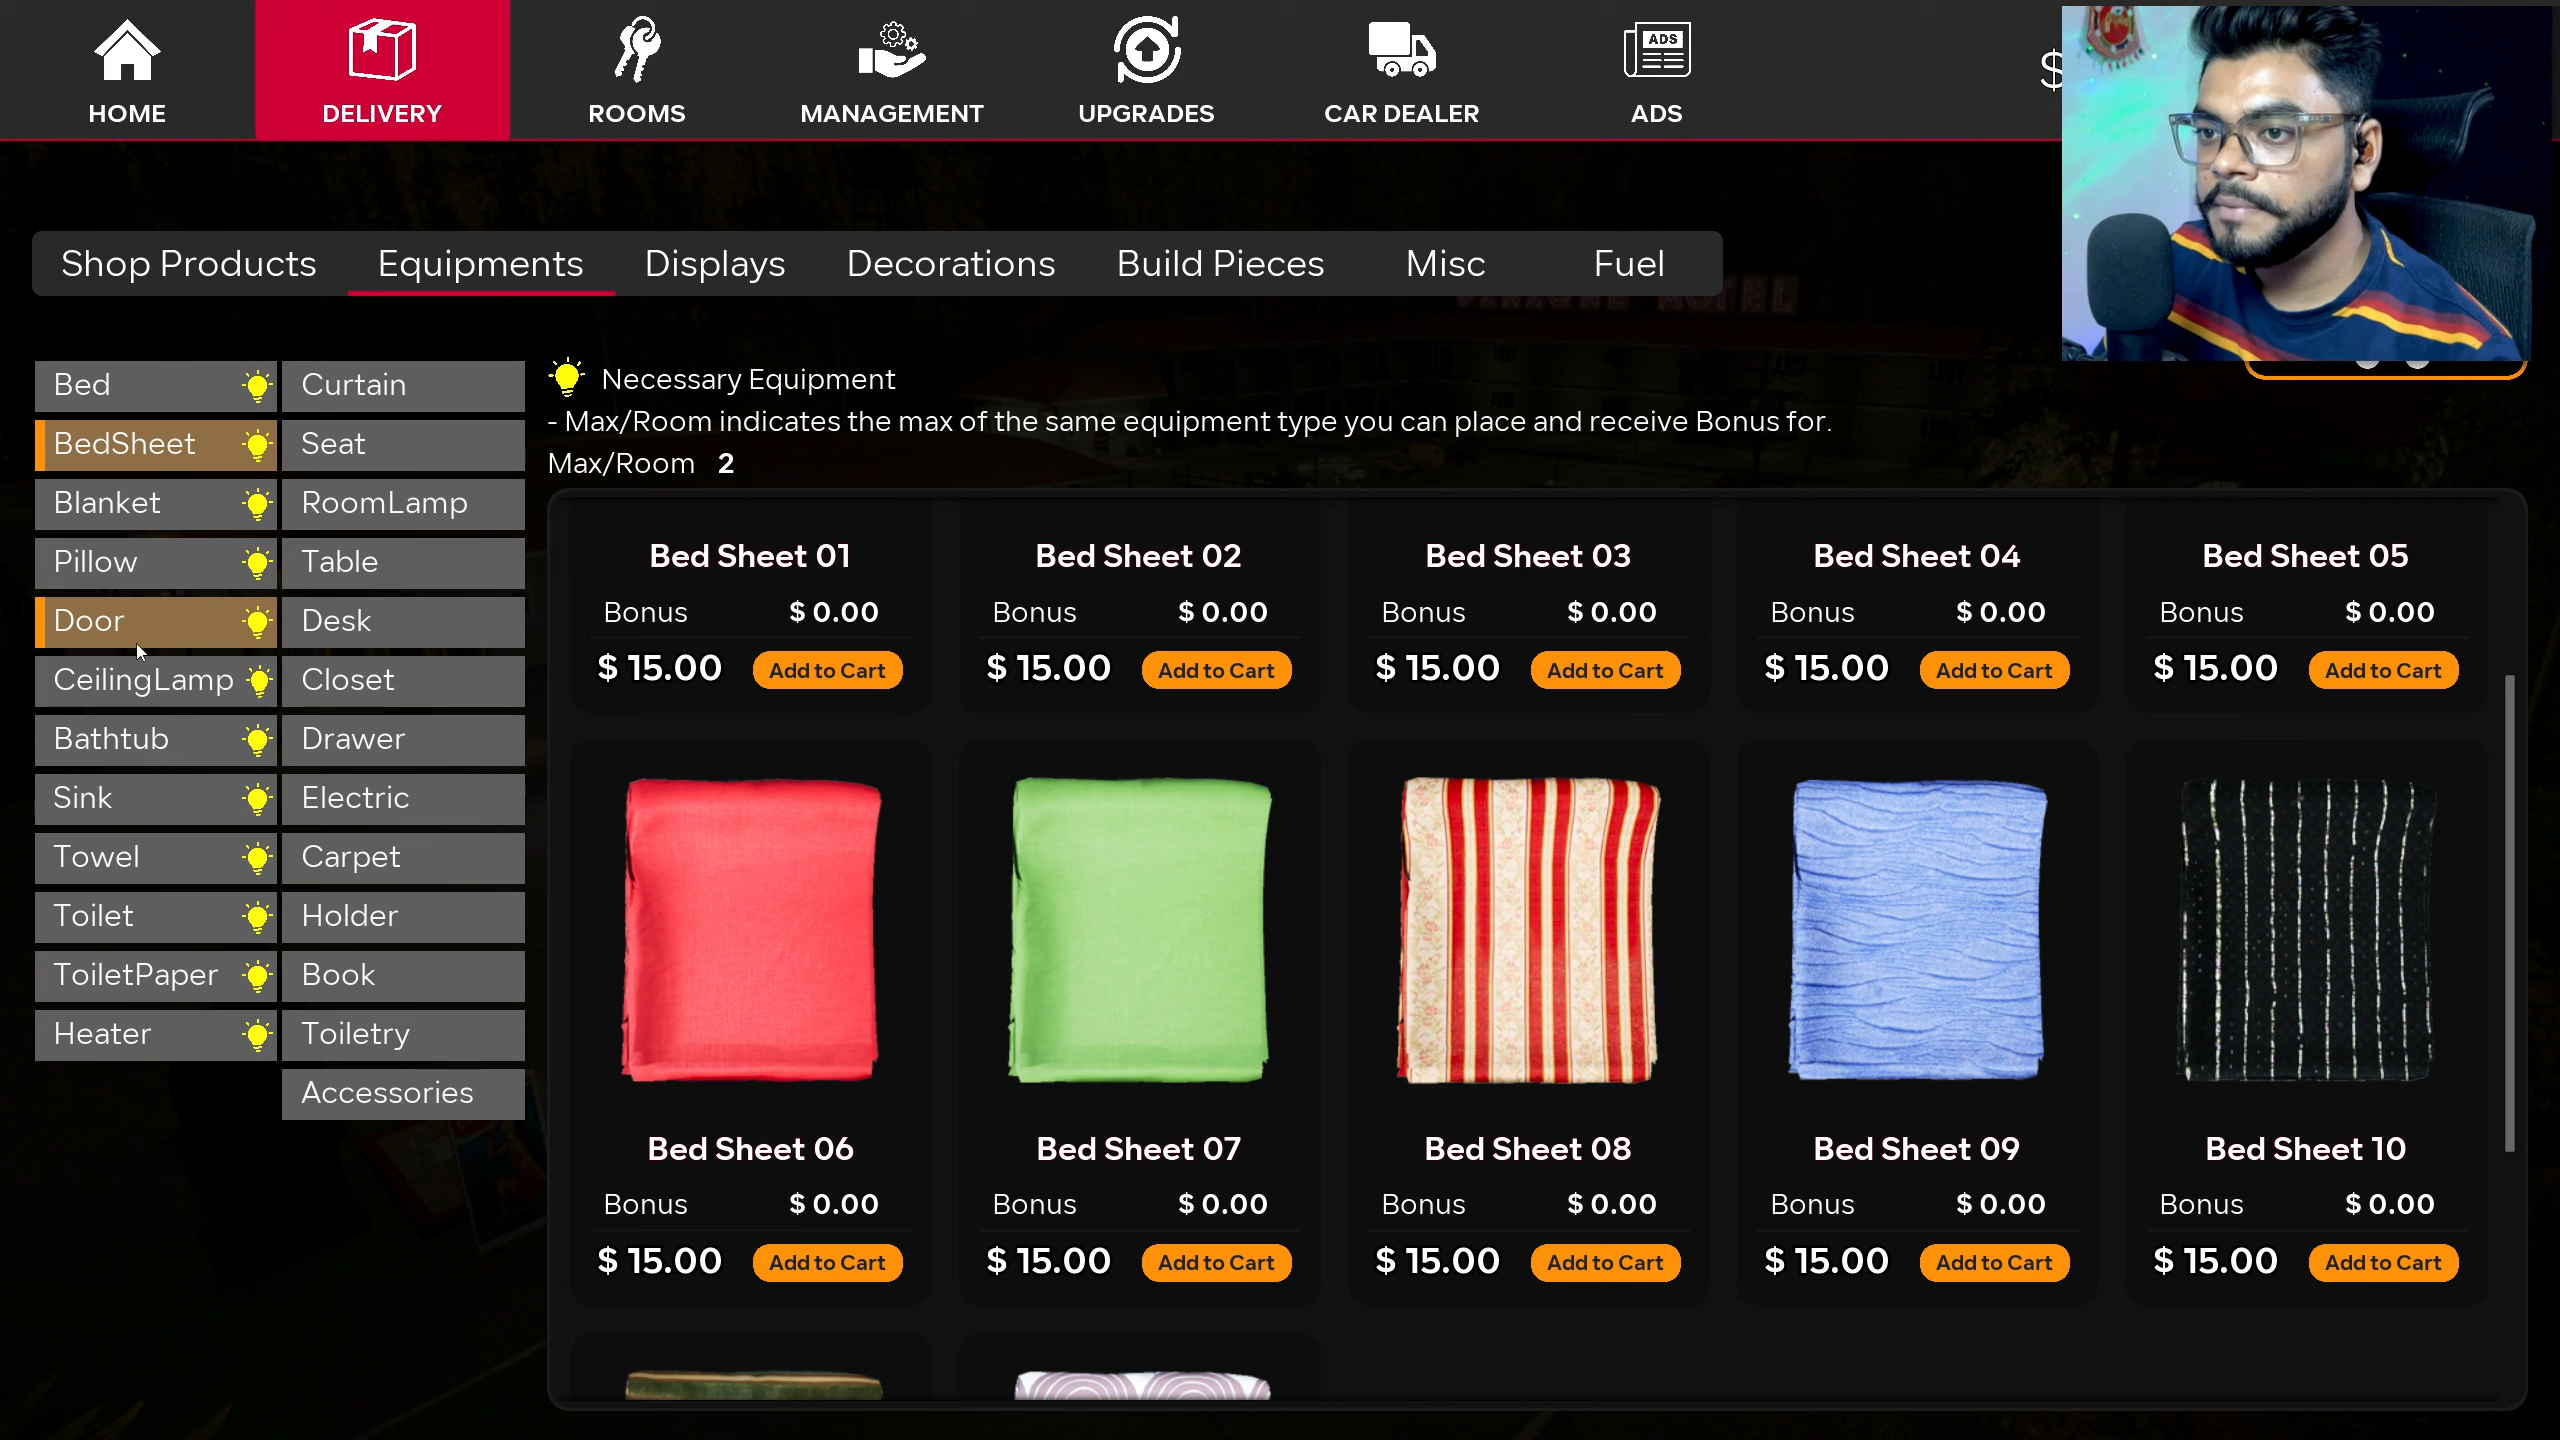 HOME
DELIVERY
ROOMS
MANAGEMENT
UPGRADES
CAR DEALER
ADS
ADS
$
Shop Products
Equipments
Displays
Decorations
Build Pieces
Misc
Fuel
MOTEL
Bed
Curtain
BedSheet
Seat
Blanket
RoomLamp
Pillow
Table
Door
Desk
CeilingLamp
Closet
Bathtub
Drawer
Sink
Electric
Towel
Carpet
Toilet
Holder
ToiletPaper
Book
Heater
Toiletry
Accessories
Necessary Equipment
- Max/Room indicates the max of the same equipment type you can place and receive Bonus for.
Max/Room 2
Bed Sheet 01
Bonus $ 0.00
$ 15.00 Add to Cart
Bed Sheet 02
Bonus $ 0.00
$ 15.00 Add to Cart
Bed Sheet 03
Bonus $ 0.00
$ 15.00 Add to Cart
Bed Sheet 04
Bonus $ 0.00
$ 15.00 Add to Cart
Bed Sheet 05
Bonus $ 0.00
$ 15.00 Add to Cart
Bed Sheet 06
Bonus $ 0.00
$ 15.00 Add to Cart
Bed Sheet 07
Bonus $ 0.00
$ 15.00 Add to Cart
Bed Sheet 08
Bonus $ 0.00
$ 15.00 Add to Cart
Bed Sheet 09
Bonus $ 0.00
$ 15.00 Add to Cart
Bed Sheet 10
Bonus $ 0.00
$ 15.00 Add to Cart